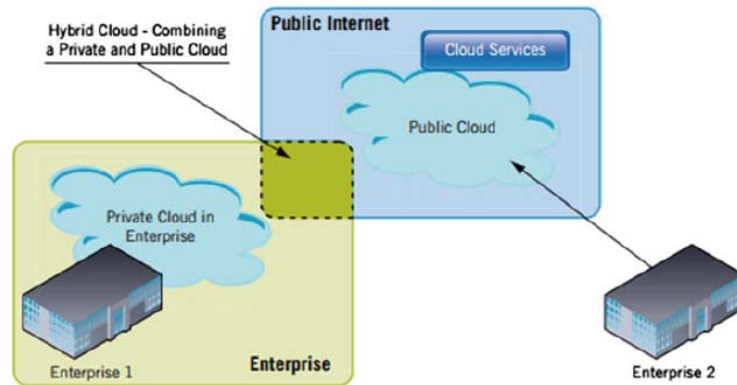 Hybrid Cloud - Combining
a Private and Public Cloud
Public Internet
Cloud Services
Public Cloud
Private Cloud in
Enterprise
Enterprise 1
Enterprise
Enterprise 2